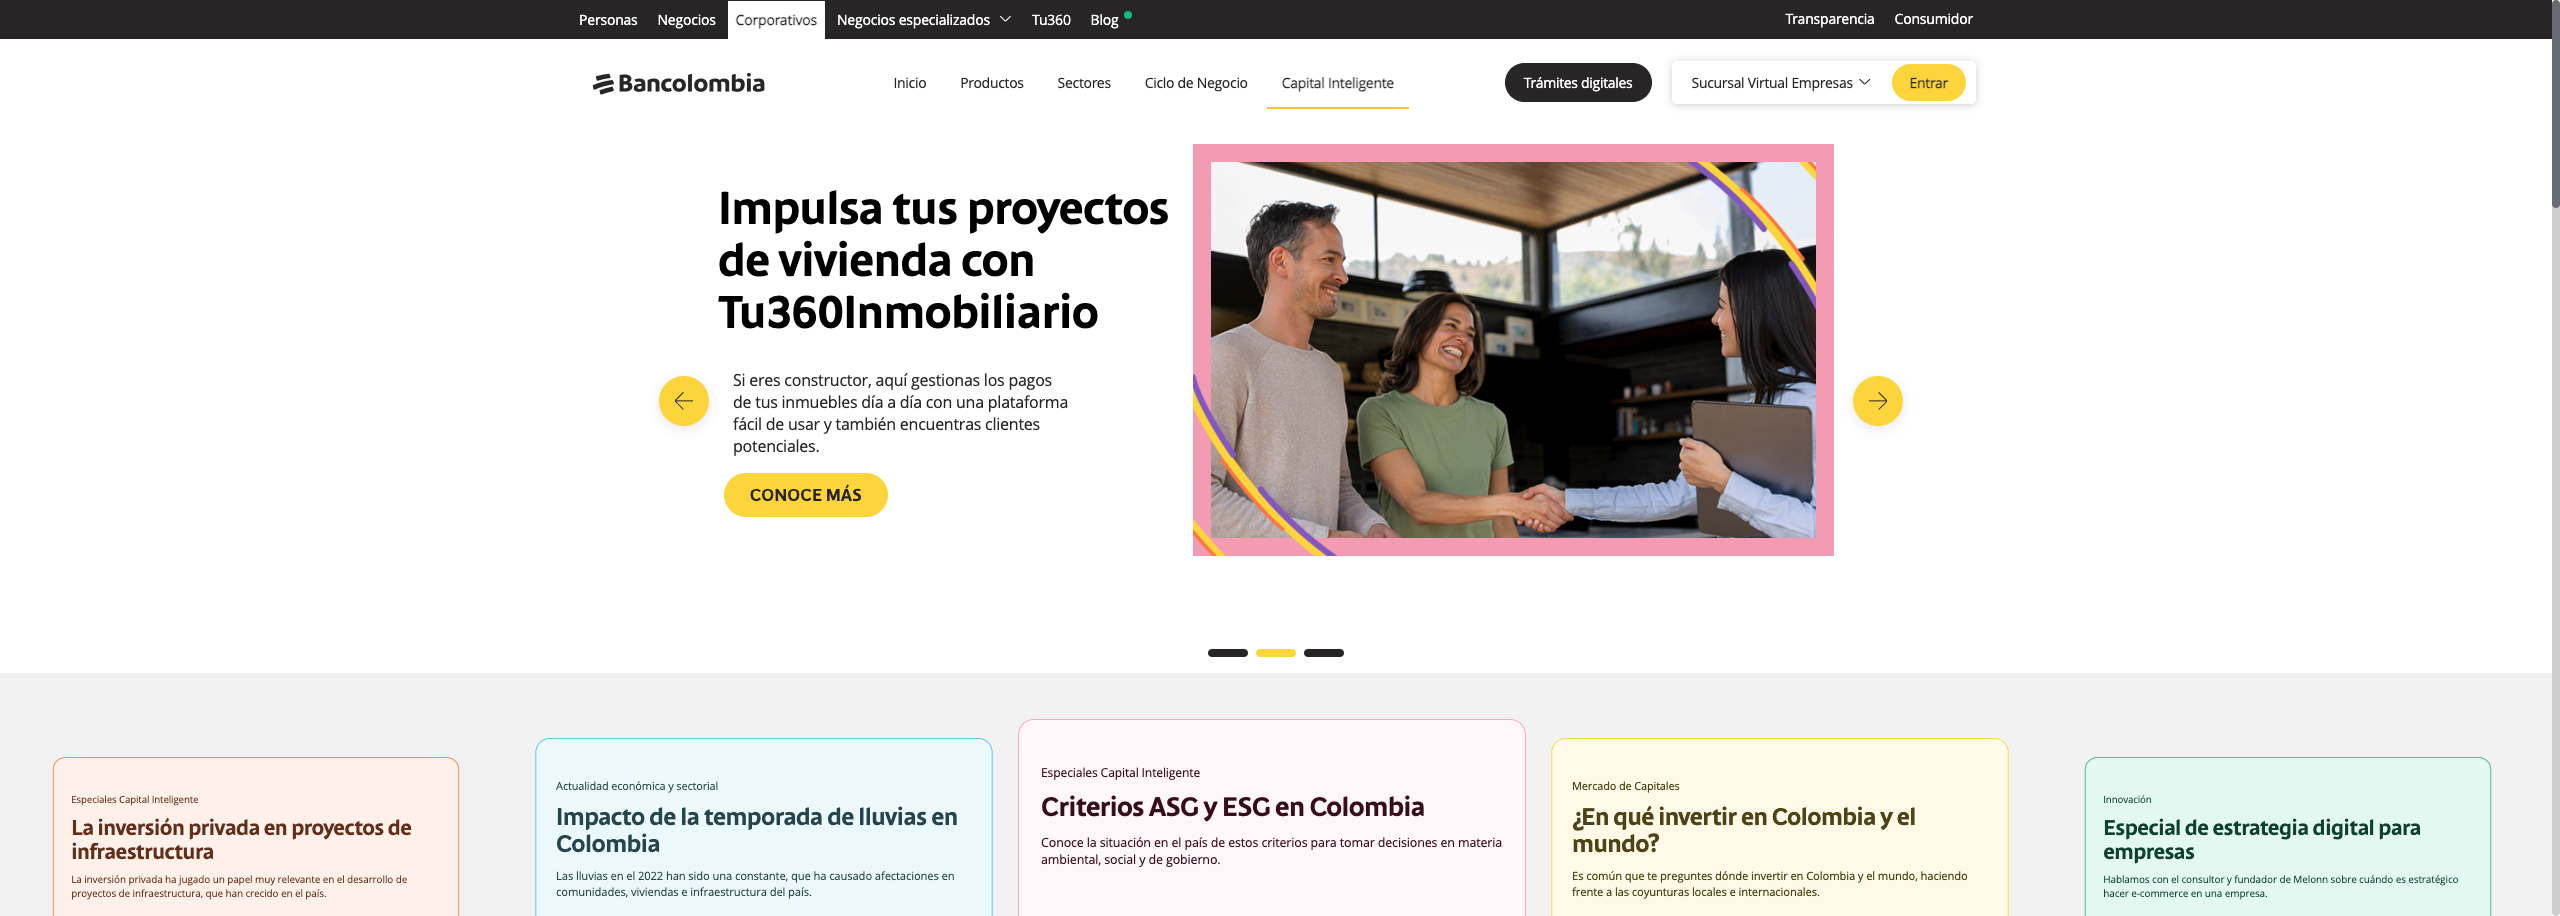 Personas Negocios Corporativos Negocios especializados Tu360 Blog Transparencia Consumidor
Bancolombia Inicio Productos Sectores Ciclo de Negocio Capital Inteligente Trámites digitales Sucursal Virtual Empresas Entrar
Impulsa tus proyectos
de vivienda con
Tu360Inmobiliario
Si eres constructor, aquí gestionas los pagos
de tus inmuebles día a día con una plataforma
fácil de usar y también encuentras clientes
potenciales.
CONOCE MÁS
Especiales Capital Inteligente
La inversión privada en proyectos de
infraestructura
La inversión privada ha jugado un papel muy relevante en el desarrollo de
proyectos de infraestructura, que han crecido en el país.
Actualidad económica y sectorial
Impacto de la temporada de lluvias en
Colombia
Las lluvias en el 2022 han sido una constante, que ha causado afectaciones en
comunidades, viviendas e infraestructura del país.
Especiales Capital Inteligente
Criterios ASG y ESG en Colombia
Conoce la situación en el país de estos criterios para tomar decisiones en materia
ambiental, social y de gobierno.
Mercado de Capitales
¿En qué invertir en Colombia y el
mundo?
Es común que te preguntes dónde invertir en Colombia y el mundo, haciendo
frente a las coyunturas locales e internacionales.
Innovación
Especial de estrategia digital para
empresas
Hablamos con el consultor y fundador de Melonn sobre cuándo es estratégico
hacer e-commerce en una empresa.